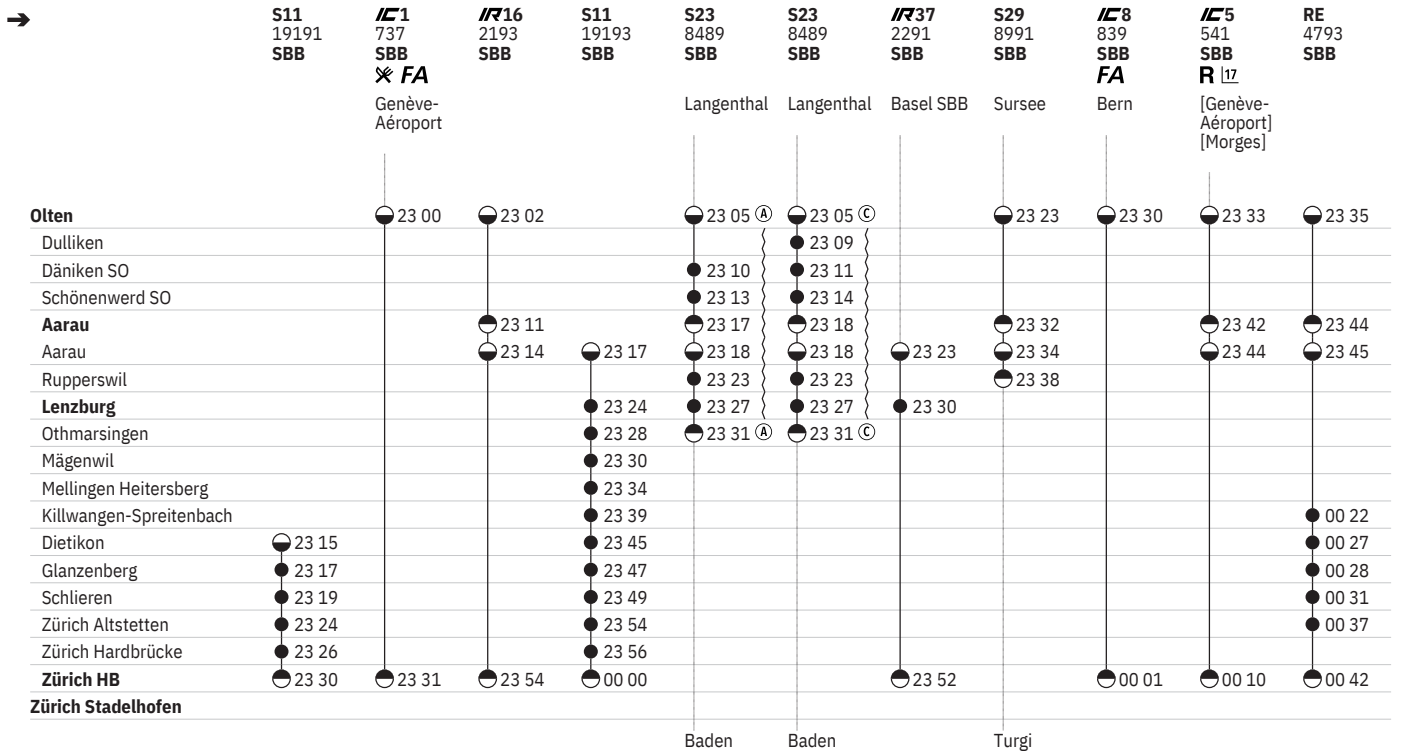 ➔ S11 IC1 IR16 S11 S23 S23 IR37 S29 IC8 IC5 RE
19191 737 2193 19193 8489 8489 2291 8991 839 541 4793
SBB SBB SBB SBB SBB SBB SBB SBB SBB SBB SBB
FA FA R 17
Genève- Langenthal Langenthal Basel SBB Sursee Bern [Genève-
Aéroport Aéroport]
[Morges]
Olten 23 00 23 02 23 05 Ⓐ 23 05 Ⓒ 23 23 23 30 23 33 23 35
Dulliken 23 09
Däniken SO 23 10 23 11
Schönenwerd SO 23 13 23 14
Aarau 23 11 23 17 23 18 23 32 23 42 23 44
Aarau 23 14 23 17 23 18 23 18 23 23 23 34 23 44 23 45
Rupperswil 23 23 23 23 23 38
Lenzburg 23 24 23 27 23 27 23 30
Othmarsingen 23 28 23 31 Ⓐ 23 31 Ⓒ
Mägenwil 23 30
Mellingen Heitersberg 23 34
Killwangen-Spreitenbach 23 39 00 22
Dietikon 23 15 23 45 00 27
Glanzenberg 23 17 23 47 00 28
Schlieren 23 19 23 49 00 31
Zürich Altstetten 23 24 23 54 00 37
Zürich Hardbrücke 23 26 23 56
Zürich HB 23 30 23 31 23 54 00 00 23 52 00 01 00 10 00 42
Zürich Stadelhofen
Baden Baden Turgi